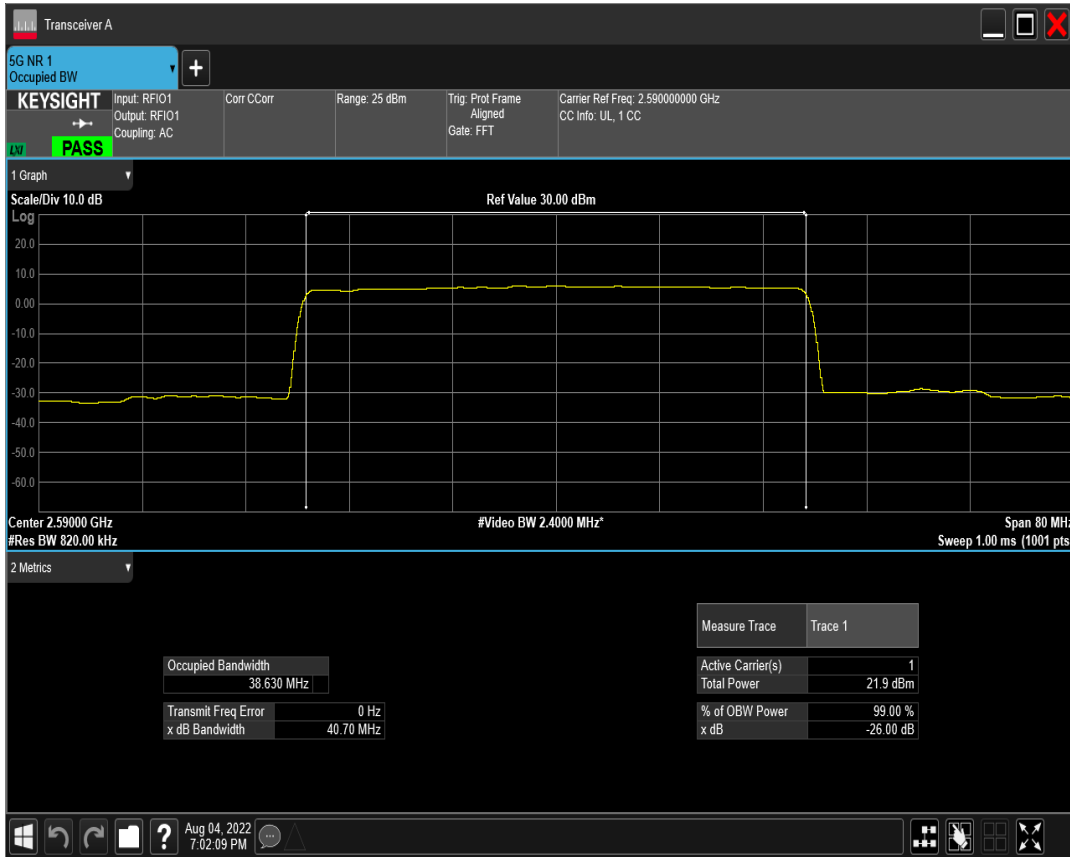 Transceiver A
5G NR 1
Occupied BW
KEYSIGHT
LXI
PASS
Input: RFIO1
Output: RFIO1
Coupling: AC
Corr CCorr
Range: 25 dBm
Trig: Prot Frame
Aligned
Gate: FFT
Carrier Ref Freq: 2.590000000 GHz
CC Info: UL, 1 CC
1 Graph
Scale/Div 10.0 dB
Ref Value 30.00 dBm
Log
20.0
10.0
0.00
-10.0
-20.0
-30.0
-40.0
-50.0
-60.0
Center 2.59000 GHz
#Video BW 2.4000 MHz*
Span 80 MHz
#Res BW 820.00 kHz
Sweep 1.00 ms (1001 pts
2 Metrics
Measure Trace Trace 1
Occupied Bandwidth
38.630 MHz
Active Carrier(s) 1
Total Power 21.9 dBm
Transmit Freq Error 0 Hz
x dB Bandwidth 40.70 MHz
% of OBW Power 99.00 %
x dB -26.00 dB
Aug 04, 2022
7:02:09 PM